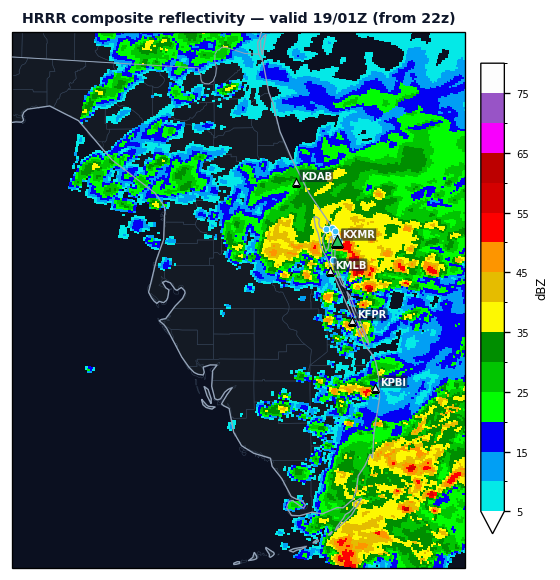 HRRR composite reflectivity — valid 19/01Z (from 22z)
KDAB
KXMR
KMLB
KFPR
KPBI
75
65
55
45
35
25
15
5
dBZ